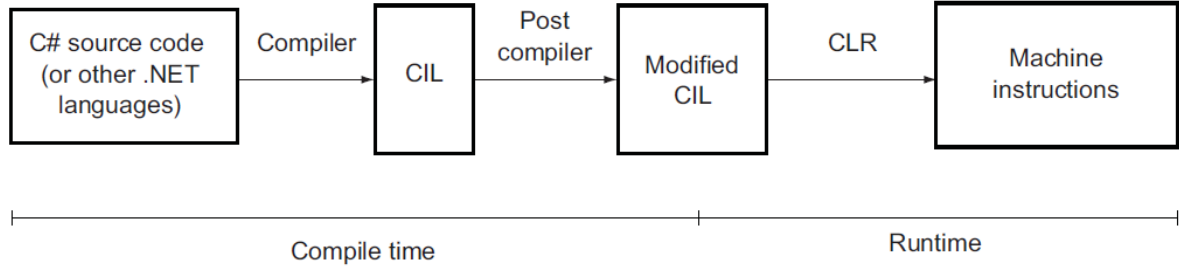 C# source code
(or other .NET
languages)
Compiler
CIL
Post
compiler
Modified
CIL
CLR
Machine
instructions
Compile time
Runtime